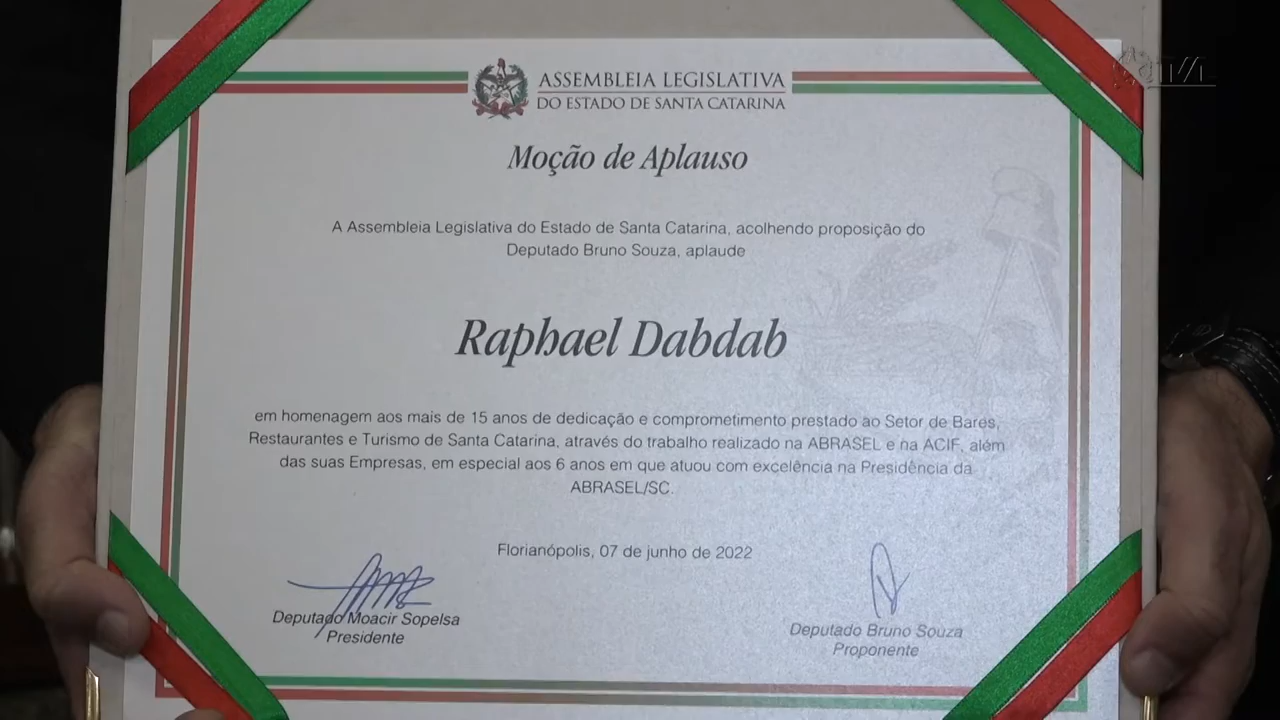 ASSEMBLEIA LEGISLATIVA
DO ESTADO DE SANTA CATARINA
Moção de Aplauso
A Assembleia Legislativa do Estado de Santa Catarina, acolhendo proposição do
Deputado Bruno Souza, aplaude
Raphael Dabdab
em homenagem aos mais de 15 anos de dedicação e comprometimento prestado ao Setor de Bares,
Restaurantes e Turismo de Santa Catarina, através do trabalho realizado na ABRASEL e na ACIF, além
das suas Empresas, em especial aos 6 anos em que atuou com excelência na Presidência da
ABRASEL/SC.
Florianópolis, 07 de junho de 2022
Deputado Moacir Sopelsa
Presidente
Deputado Bruno Souza
Proponente